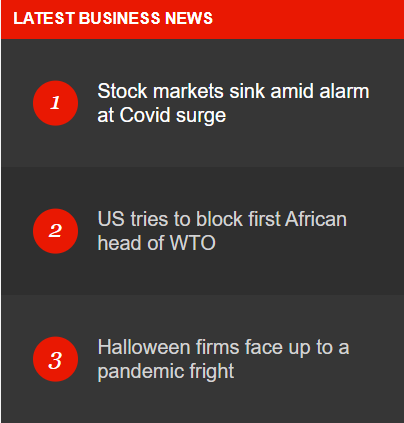 LATEST BUSINESS NEWS
1
Stock markets sink amid alarm
at Covid surge
2
US tries to block first African
head of WTO
3
Halloween firms face up to a
pandemic fright